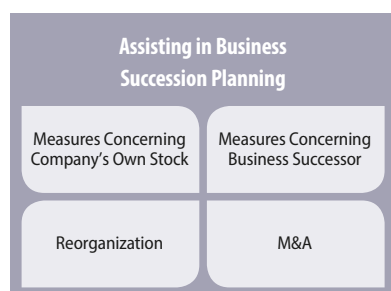 Assisting in Business
Succession Planning
Measures Concerning
Company's Own Stock
Measures Concerning
Business Successor
Reorganization
M&A